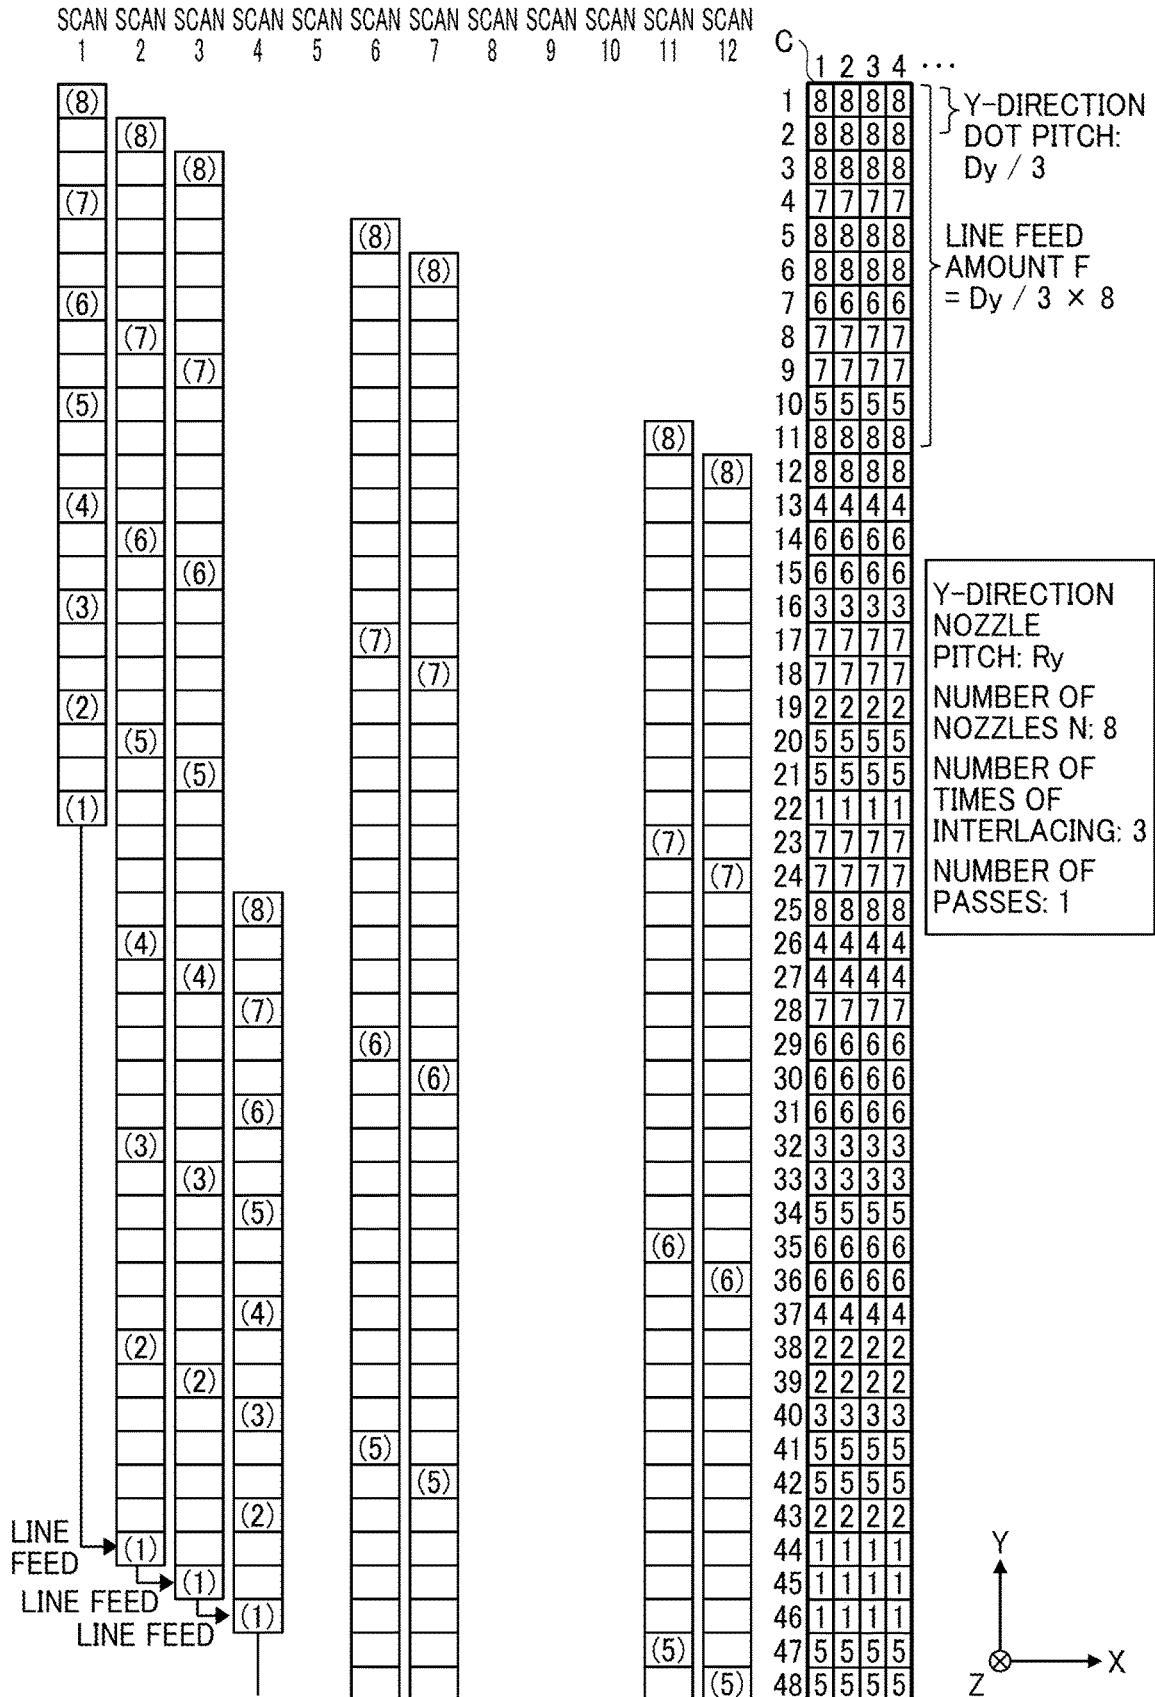 SCAN SCAN SCAN SCAN SCAN SCAN SCAN SCAN SCAN SCAN SCAN SCAN
1 2 3 4 5 6 7 8 9 10 11 12
C
1 2 3 4 ...
(8) 1 8 8 8 8
(8) 2 8 8 8 8
(8) 3 8 8 8 8
(7) 4 7 7 7 7
(8) 5 8 8 8 8
(8) 6 8 8 8 8
(6) 7 6 6 6 6
(7) 8 7 7 7 7
(7) 9 7 7 7 7
(5) 10 5 5 5 5
(8) 11 8 8 8 8
(8) 12 8 8 8 8
(4) 13 4 4 4 4
(6) 14 6 6 6 6
(6) 15 6 6 6 6
(3) 16 3 3 3 3
(7) 17 7 7 7 7
(7) 18 7 7 7 7
(2) 19 2 2 2 2
(5) 20 5 5 5 5
(5) 21 5 5 5 5
(1) 22 1 1 1 1
(7) 23 7 7 7 7
(7) 24 7 7 7 7
(8) 25 8 8 8 8
(4) 26 4 4 4 4
(4) 27 4 4 4 4
(7) 28 7 7 7 7
(6) 29 6 6 6 6
(6) 30 6 6 6 6
(6) 31 6 6 6 6
(3) 32 3 3 3 3
(3) 33 3 3 3 3
(5) 34 5 5 5 5
(6) 35 6 6 6 6
(6) 36 6 6 6 6
(4) 37 4 4 4 4
(2) 38 2 2 2 2
(2) 39 2 2 2 2
(3) 40 3 3 3 3
(5) 41 5 5 5 5
(5) 42 5 5 5 5
(2) 43 2 2 2 2
(1) 44 1 1 1 1
(1) 45 1 1 1 1
(1) 46 1 1 1 1
(5) 47 5 5 5 5
(5) 48 5 5 5 5
LINE
FEED
LINE FEED
LINE FEED
Y-DIRECTION
DOT PITCH:
Dy / 3
LINE FEED
AMOUNT F
= Dy / 3 × 8
Y-DIRECTION
NOZZLE
PITCH: Ry
NUMBER OF
NOZZLES N: 8
NUMBER OF
TIMES OF
INTERLACING: 3
NUMBER OF
PASSES: 1
Y
X
Z